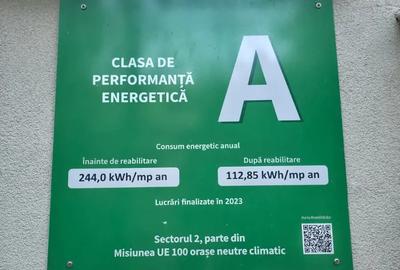 CLASA DE
PERFORMANȚĂ
ENERGETICĂ
A
Consum energetic anual
Înainte de reabilitare
După reabilitare
244,0 kWh/mp an
112,85 kWh/mp an
Lucrări finalizate în 2023
Sectorul 2, parte din
Misiunea UE 100 orașe neutre climatic